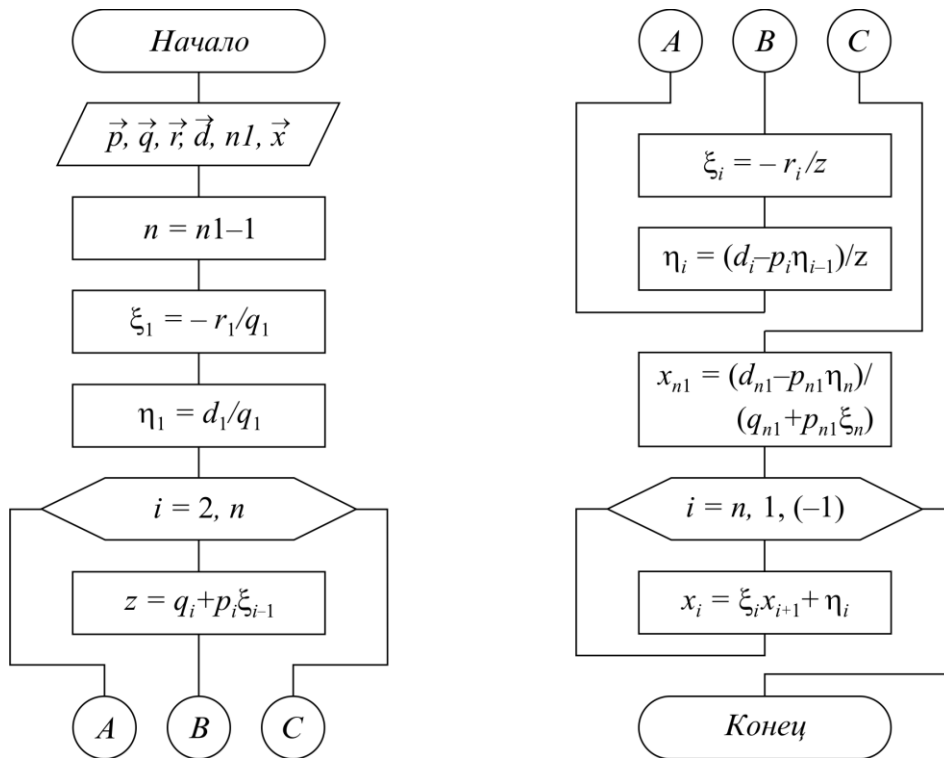 Начало
p⃗, q⃗, r⃗, d⃗, n1, x⃗
n = n1–1
ξ₁ = – r₁/q₁
η₁ = d₁/q₁
i = 2, n
z = qᵢ+pᵢξᵢ₋₁
A
B
C
A
B
C
ξᵢ = – rᵢ/z
ηᵢ = (dᵢ–pᵢηᵢ₋₁)/z
xₙ₁ = (dₙ₁–pₙ₁ηₙ)/
(qₙ₁+pₙ₁ξₙ)
i = n, 1, (–1)
xᵢ = ξᵢxᵢ₊₁+ ηᵢ
Конец